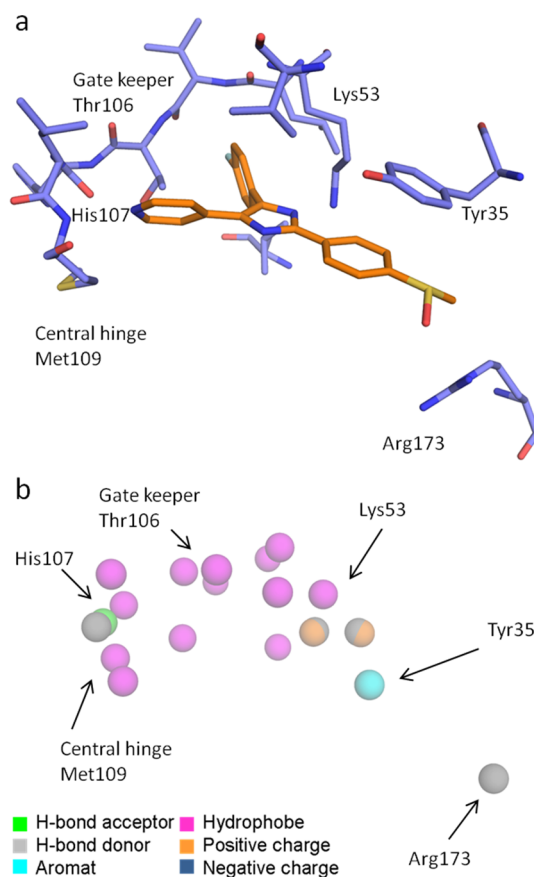 a
Gate keeper
Thr106
Lys53
His107
Tyr35
Central hinge
Met109
Arg173
b
Gate keeper
Thr106
Lys53
His107
Tyr35
Central hinge
Met109
H-bond acceptor
Hydrophobe
H-bond donor
Positive charge
Aromat
Negative charge
Arg173